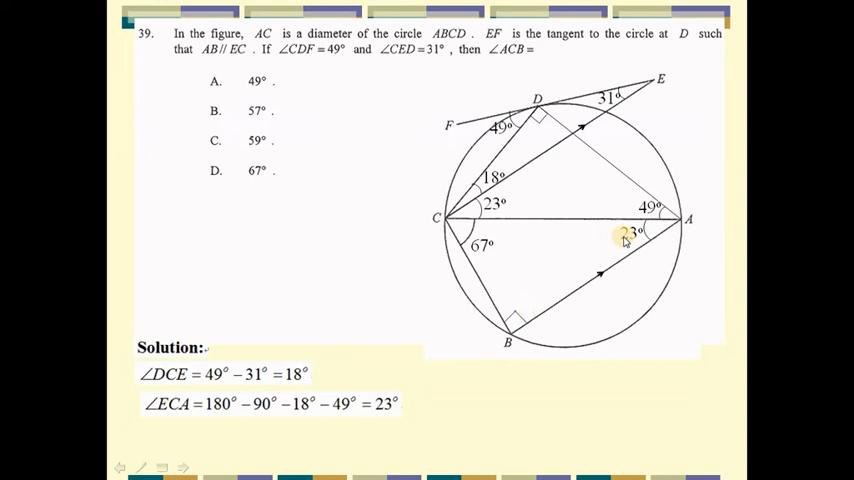 39. In the figure, AC is a diameter of the circle ABCD. EF is the tangent to the circle at D such
that AB // EC. If ∠CDF = 49° and ∠CED = 31°, then ∠ACB =
A. 49°.
B. 57°.
C. 59°.
D. 67°.
E
31°
D
F
49°
18°
C
23°
49°
A
23°
67°
B
Solution:
∠DCE = 49° − 31° = 18°
∠ECA = 180° − 90° − 18° − 49° = 23°